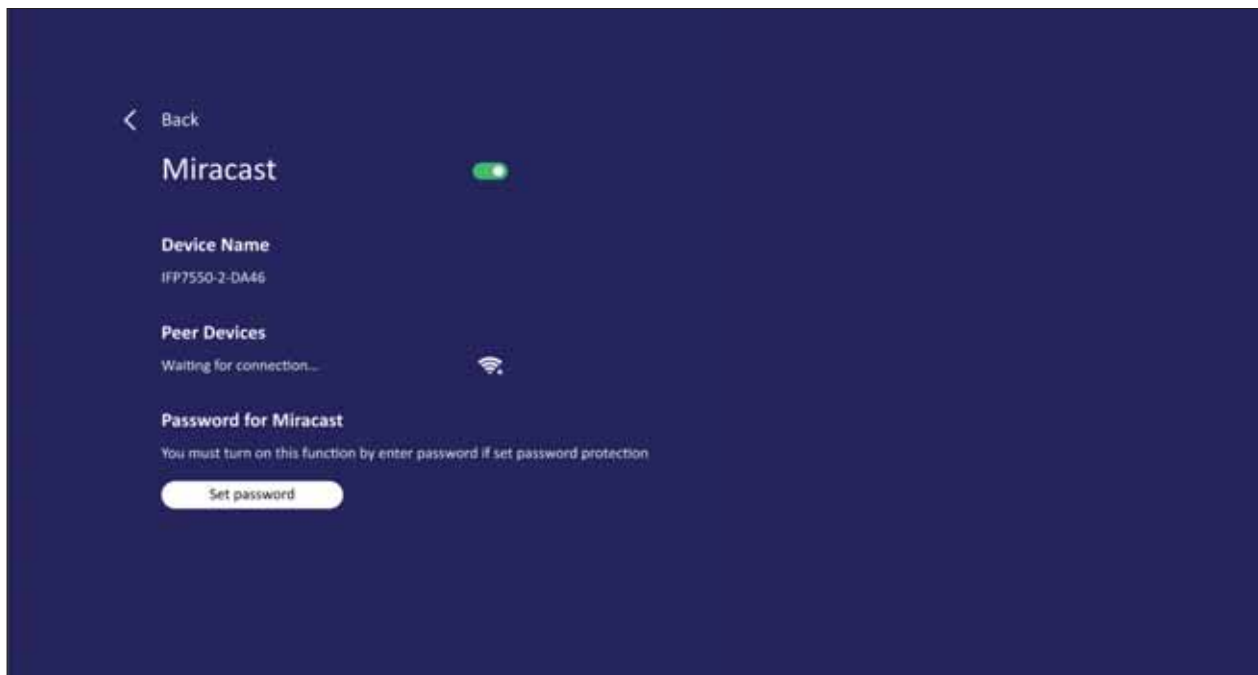 Back
Miracast
Device Name
IFP7550-2-DA46
Peer Devices
Waiting for connection...
Password for Miracast
You must turn on this function by enter password if set password protection
Set password